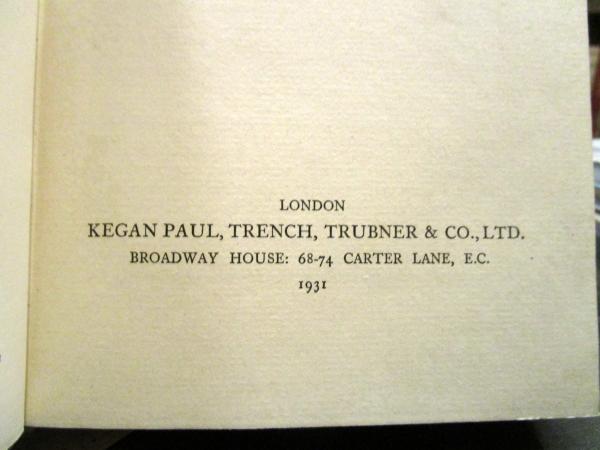 LONDON
KEGAN PAUL, TRENCH, TRUBNER & CO., LTD.
BROADWAY HOUSE: 68-74 CARTER LANE, E.C.
1931